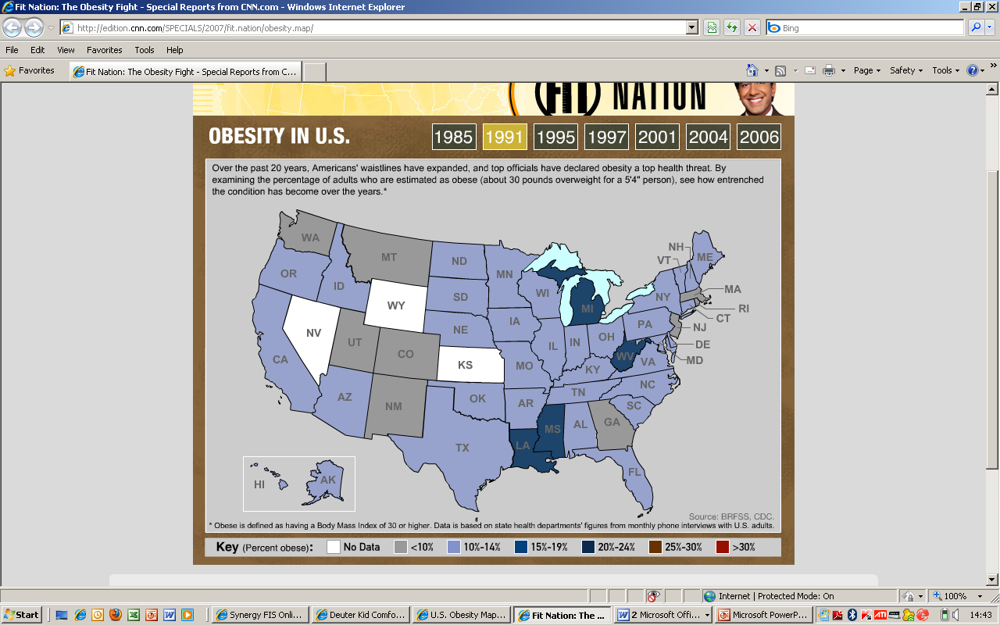 Fit Nation: The Obesity Fight - Special Reports from CNN.com - Windows Internet Explorer
http://edition.cnn.com/SPECIALS/2007/fit.nation/obesity.map/
Bing
File Edit View Favorites Tools Help
Favorites
Fit Nation: The Obesity Fight - Special Reports from C...
Page Safety Tools
FIT NATION
OBESITY IN U.S.
1985 1991 1995 1997 2001 2004 2006
Over the past 20 years, Americans' waistlines have expanded, and top officials have declared obesity a top health threat. By
examining the percentage of adults who are estimated as obese (about 30 pounds overweight for a 5'4" person), see how entrenched
the condition has become over the years.*
WA
MT
ND
MN
NH
VT
ME
OR
ID
WY
SD
WI
MI
NY
MA
RI
CT
NV
UT
CO
NE
IA
IL
IN
OH
PA
NJ
DE
MD
CA
KS
MO
KY
WV
VA
AZ
NM
OK
AR
TN
NC
SC
TX
LA
MS
AL
GA
FL
HI
AK
Source: BRFSS, CDC.
* Obese is defined as having a Body Mass Index of 30 or higher. Data is based on state health departments' figures from monthly phone interviews with U.S. adults.
Key (Percent obese): No Data <10% 10%-14% 15%-19% 20%-24% 25%-30% >30%
Internet | Protected Mode: On
100%
Start
Synergy FIS Onli...
Deuter Kid Comfo...
U.S. Obesity Map...
Fit Nation: The ...
2 Microsoft Offi...
Microsoft PowerP...
14:43